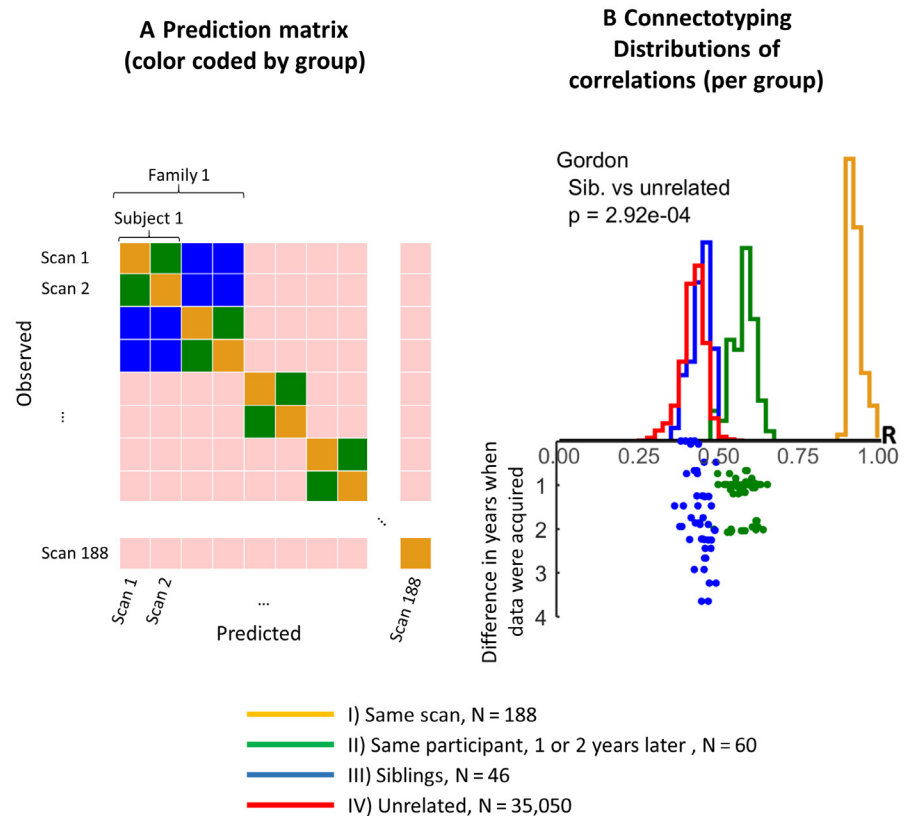 A Prediction matrix
(color coded by group)
B Connectotyping
Distributions of
correlations (per group)
Family 1
Subject 1
Scan 1
Scan 2
Observed
...
Scan 188
...
Scan 1
Scan 2
...
Scan 188
Predicted
Gordon
Sib. vs unrelated
p = 2.92e-04
R
0.00 0.25 0.50 0.75 1.00
1
2
3
4
Difference in years when
data were acquired
I) Same scan, N = 188
II) Same participant, 1 or 2 years later , N = 60
III) Siblings, N = 46
IV) Unrelated, N = 35,050